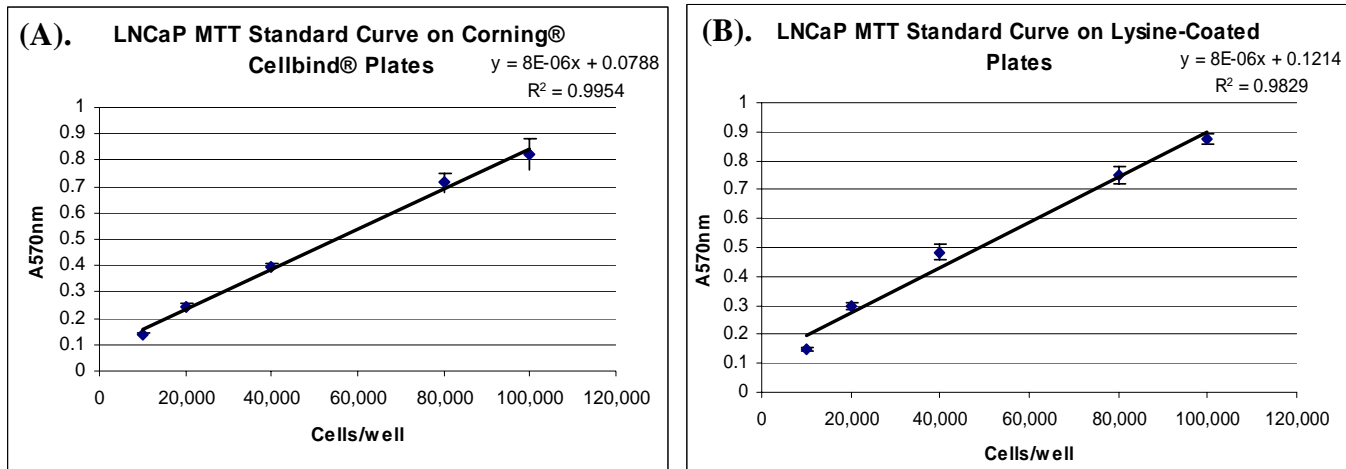 (A). LNCaP MTT Standard Curve on Corning®
Cellbind® Plates
y = 8E-06x + 0.0788
R² = 0.9954
1
0.9
0.8
0.7
0.6
0.5
0.4
0.3
0.2
0.1
0
A570nm
0 20,000 40,000 60,000 80,000 100,000 120,000
Cells/well
(B). LNCaP MTT Standard Curve on Lysine-Coated
Plates
y = 8E-06x + 0.1214
R² = 0.9829
1
0.9
0.8
0.7
0.6
0.5
0.4
0.3
0.2
0.1
0
A570nm
0 20,000 40,000 60,000 80,000 100,000 120,000
Cells/well